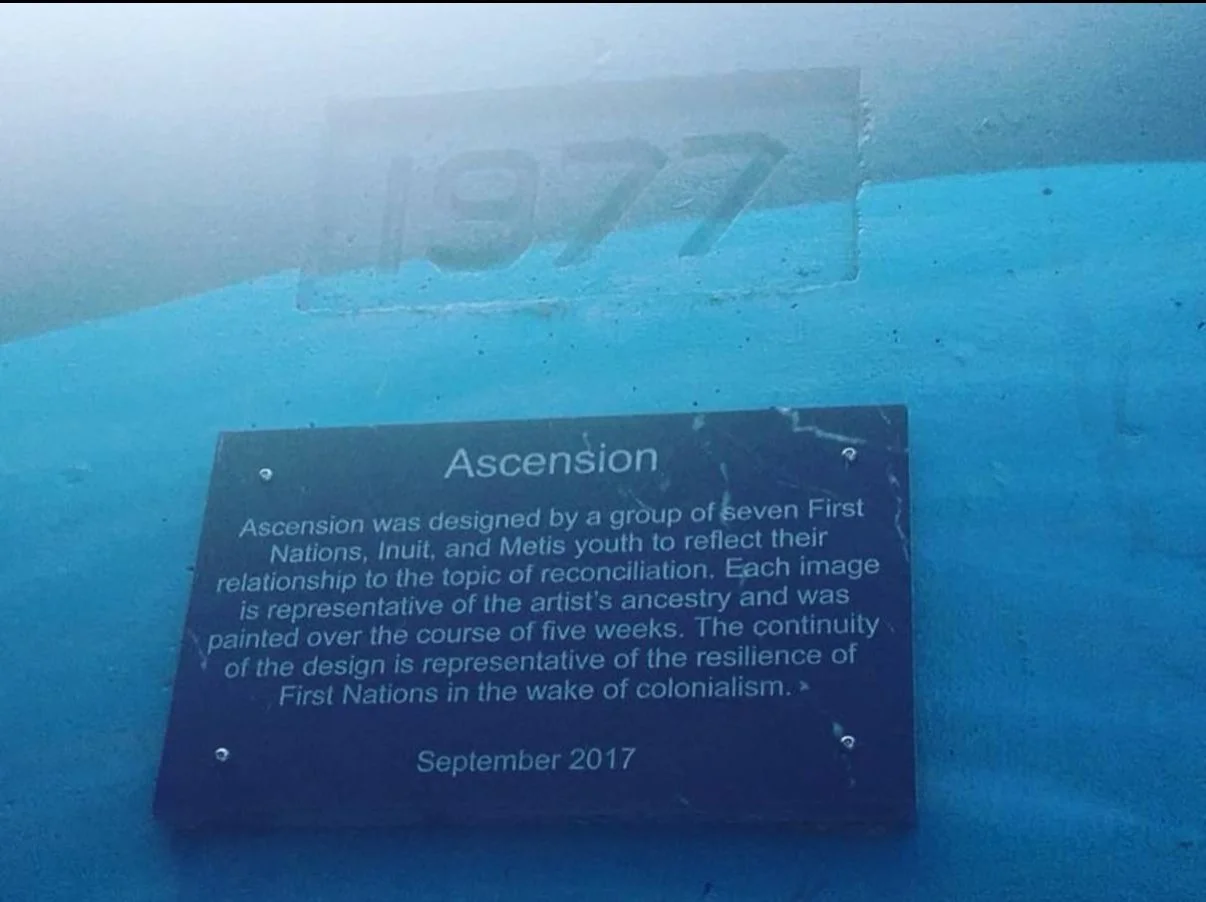 1977
Ascension
Ascension was designed by a group of seven First
Nations, Inuit, and Metis youth to reflect their
relationship to the topic of reconciliation. Each image
is representative of the artist's ancestry and was
painted over the course of five weeks. The continuity
of the design is representative of the resilience of
First Nations in the wake of colonialism.
September 2017